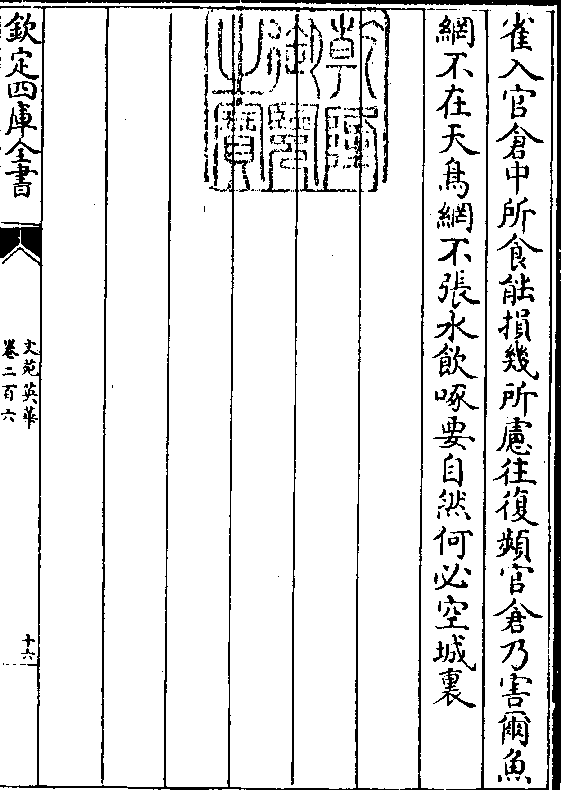 雀入官倉中所食能損幾所慮往復頻官倉乃害爾魚
網不在天鳥網不張水飲啄要自然何必空城裏
乾隆御覽之寶
欽定四庫全書
文苑英華
卷二百六
十六